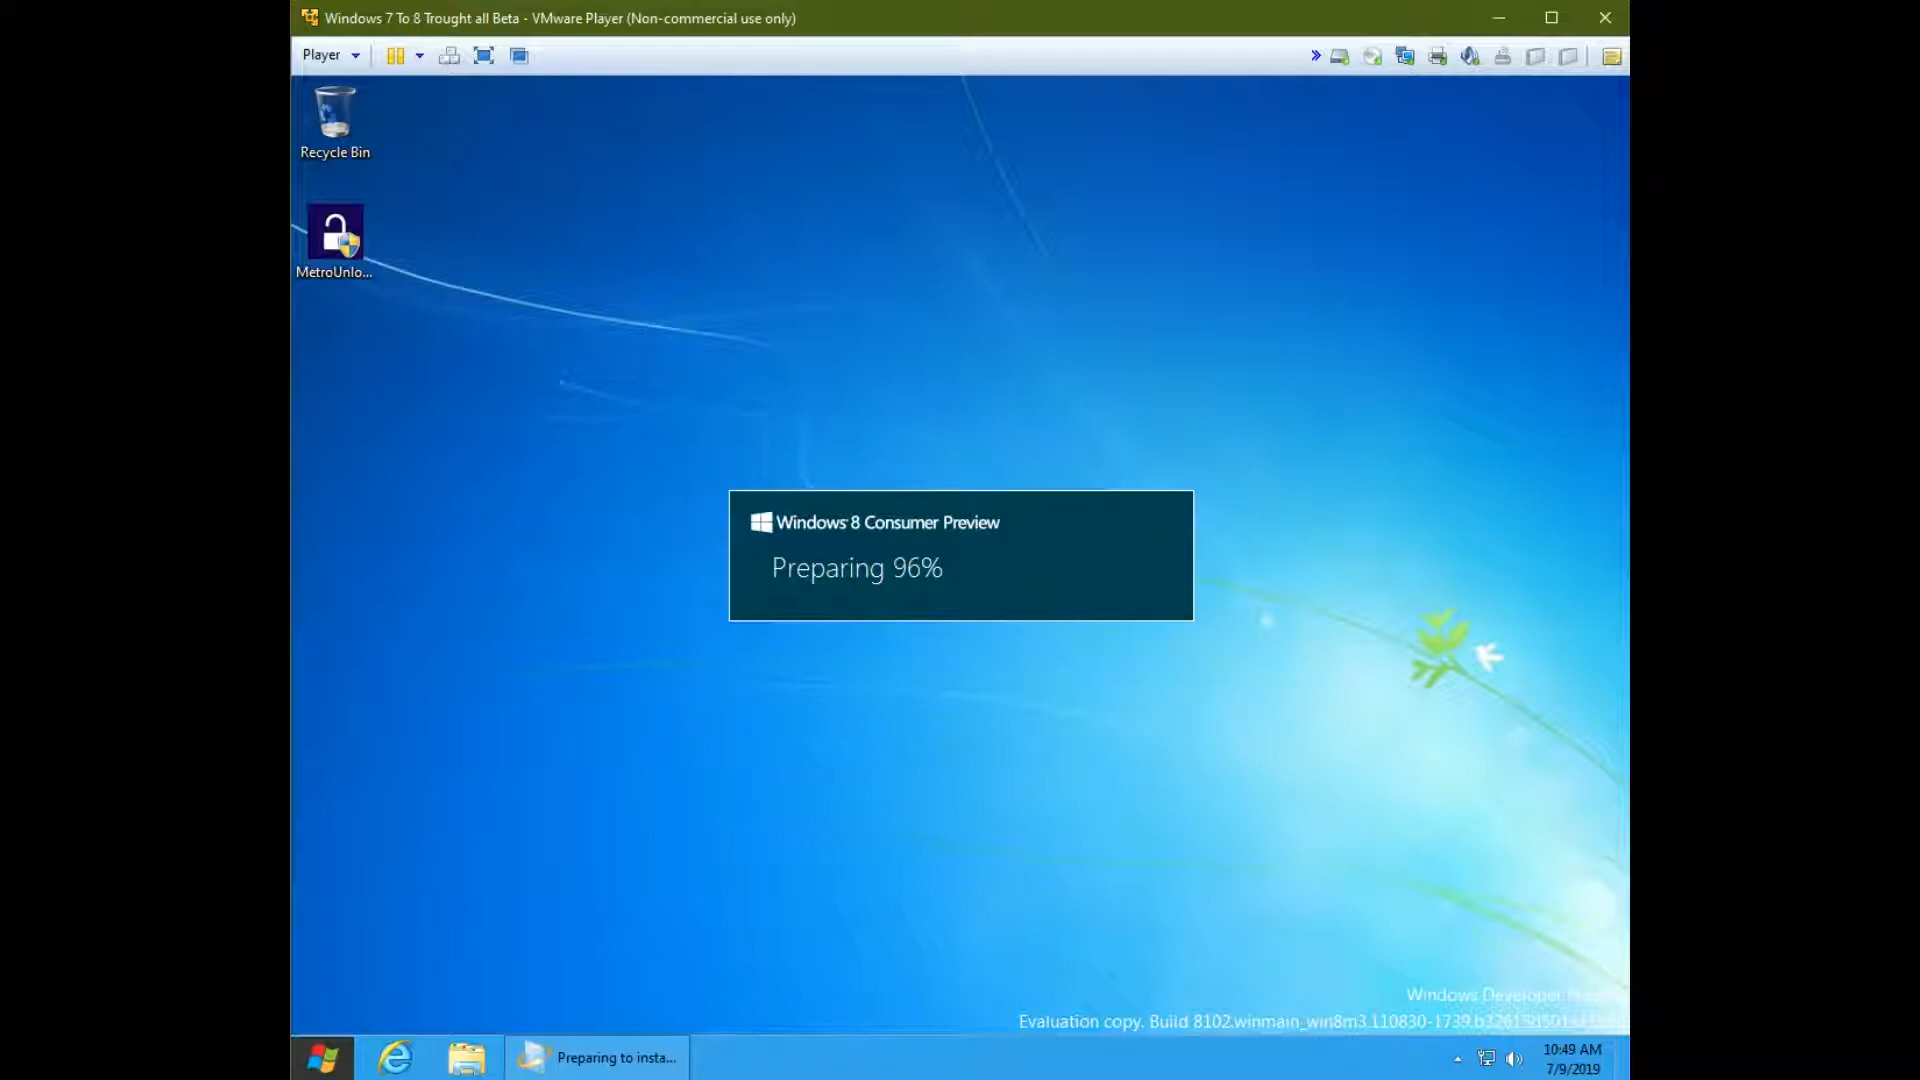 Windows 7 To 8 Trought all Beta - VMware Player (Non-commercial use only)
Player
Recycle Bin
MetroUnlo...
Windows 8 Consumer Preview
Preparing 96%
Windows Developer
Evaluation copy. Build 8102.winmain_win8m3.110830-1739
Preparing to insta...
10:49 AM
7/9/2019